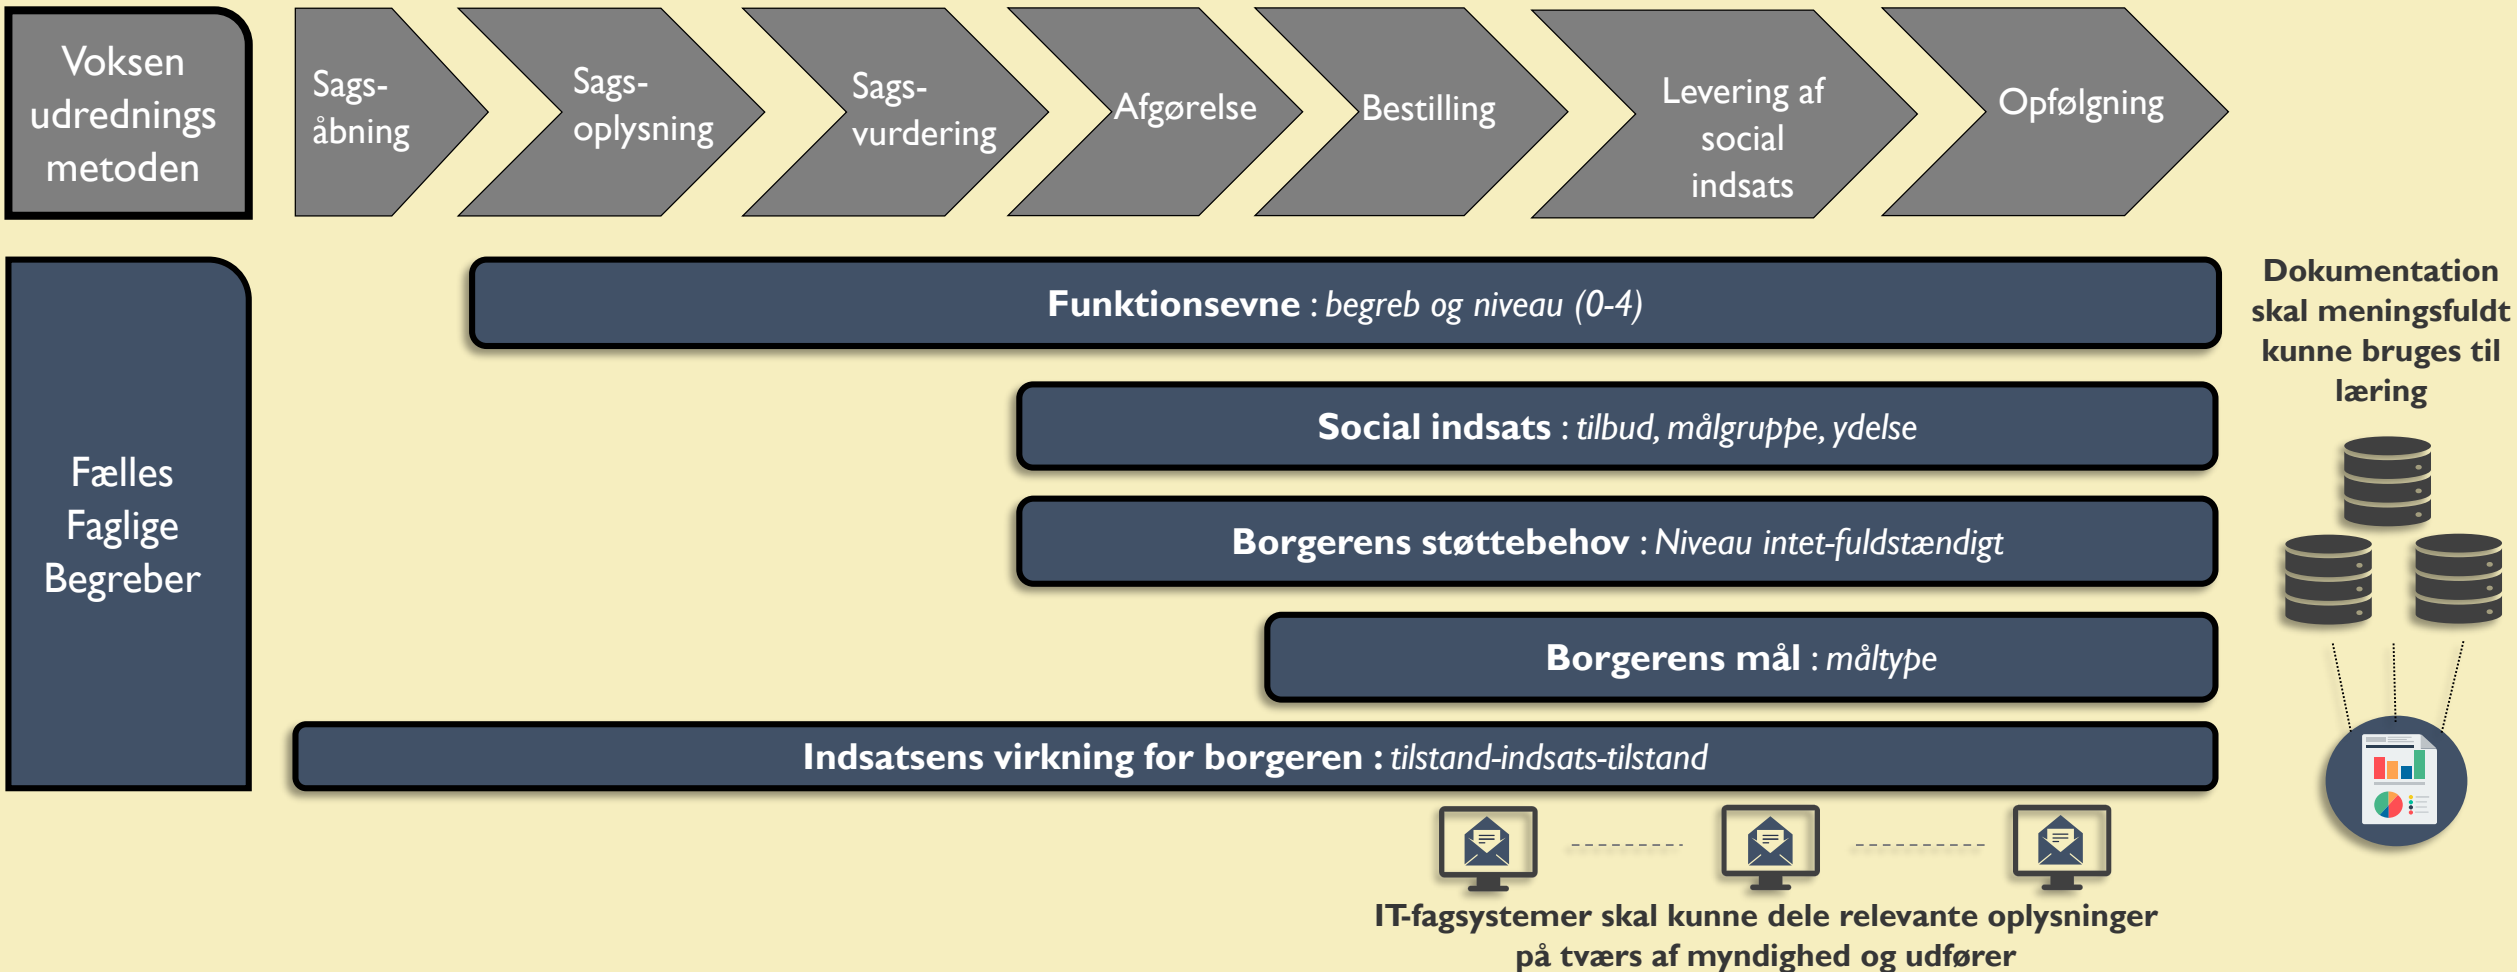 Voksen
udrednings
metoden
Sags-
åbning
Sags-
oplysning
Sags-
vurdering
Afgørelse
Bestilling
Levering af
social
indsats
Opfølgning
Fælles
Faglige
Begreber
Funktionsevne : begreb og niveau (0-4)
Social indsats : tilbud, målgruppe, ydelse
Borgerens støttebehov : Niveau intet-fuldstændigt
Borgerens mål : måltype
Indsatsens virkning for borgeren : tilstand-indsats-tilstand
Dokumentation
skal meningsfuldt
kunne bruges til
læring
IT-fagsystemer skal kunne dele relevante oplysninger
på tværs af myndighed og udfører